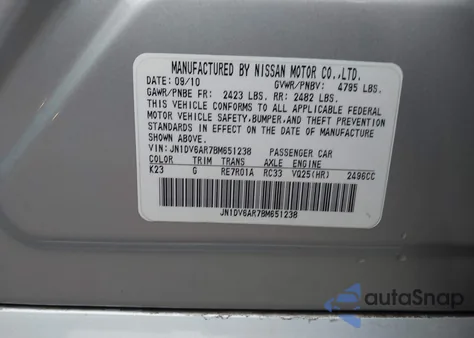 MANUFACTURED BY NISSAN MOTOR CO.,LTD.
DATE: 09/10 GVWR/PNBV: 4795 LBS.
GAWR/PNBE FR: 2423 LBS. RR: 2482 LBS.
THIS VEHICLE CONFORMS TO ALL APPLICABLE FEDERAL
MOTOR VEHICLE SAFETY,BUMPER,AND THEFT PREVENTION
STANDARDS IN EFFECT ON THE DATE OF MANUFACTURE
SHOWN ABOVE.
VIN: JN1DV6AR7BM651238 PASSENGER CAR
COLOR TRIM TRANS AXLE ENGINE
K23 G RE7R01A RC33 VQ25(HR) 2496CC
JN1DV6AR7BM651238
autoSnap